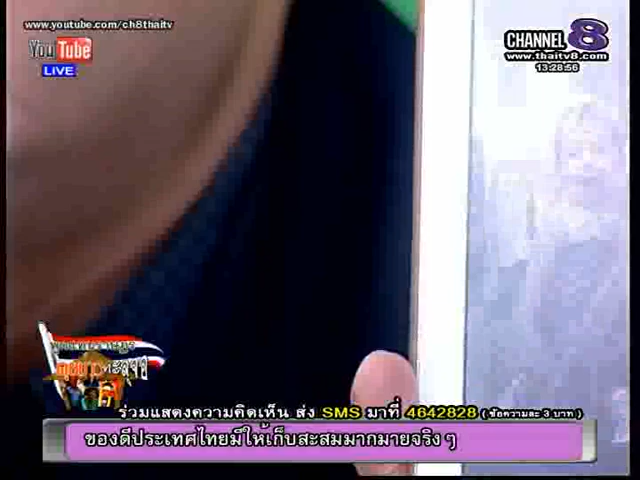 www.youtube.com/ch8thaitv
YouTube
LIVE
CHANNEL 8
www.thaitv8.com
13:28:56
ร่วมแสดงความคิดเห็น ส่ง SMS มาที่ 4642828 ( ข้อความละ 3 บาท )
ของดีประเทศไทยมีให้เก็บสะสมมากมายจริงๆ